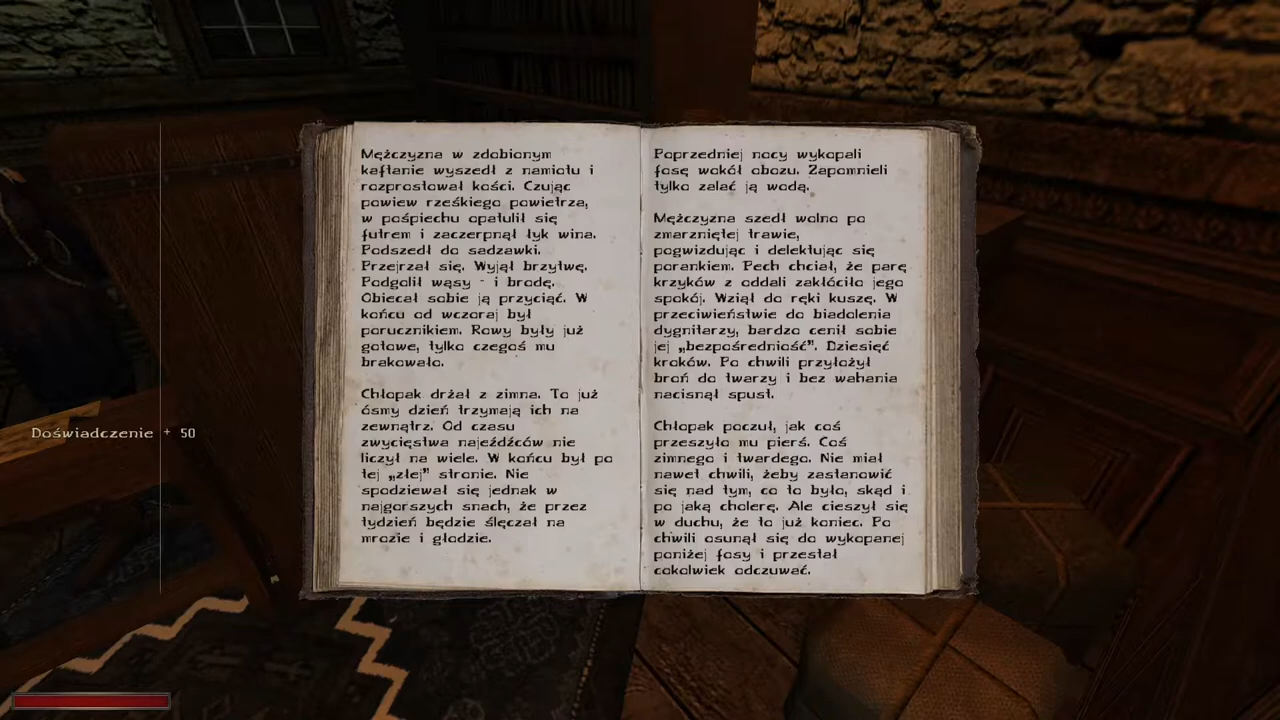 Mężczyzna w zdobionym
kaftanie wyszedł z namiotu i
rozprostował kości. Czując
powiew rześkiego powietrza,
w pośpiechu opatulił się
futrem i zaczerpnął łyk wina.
Podszedł do sadzawki.
Przejrzał się. Wyjął brzytwę.
Podgolił wąsy - i brodę.
Obiecał sobie ją przyciąć. W
końcu od wczoraj był
porucznikiem. Rowy były już
gotowe, tylko czegoś mu
brakowało.
Chłopak drżał z zimna. To już
ósmy dzień trzymają ich na
zewnątrz. Od czasu
zwycięstwa najeźdźców nie
liczył na wiele. W końcu był po
tej „złej” stronie. Nie
spodziewał się jednak w
najgorszych snach, że przez
tydzień będzie ślęczał na
mrozie i głodzie.
Poprzedniej nocy wykopali
fosę wokół obozu. Zapomnieli
tylko zalać ją wodą.
Mężczyzna szedł wolno po
zmarzniętej trawie,
pogwizdując i delektując się
porankiem. Pech chciał, że parę
krzyków z oddali zakłóciło jego
spokój. Wziął do ręki kuszę. W
przeciwieństwie do biadolenia
dygnitarzy, bardzo cenił sobie
jej „bezpośredniość”. Dziesięć
kroków. Po chwili przyłożył
broń do twarzy i bez wahania
nacisnął spust.
Chłopak poczuł, jak coś
przeszyło mu pierś. Coś
zimnego i twardego. Nie miał
nawet chwili, żeby zastanowić
się nad tym, co to było, skąd i
po jaką cholerę. Ale cieszył się
w duchu, że to już koniec. Po
chwili osunął się do wykopanej
poniżej fosy i przestał
cokolwiek odczuwać.
Doświadczenie + 50